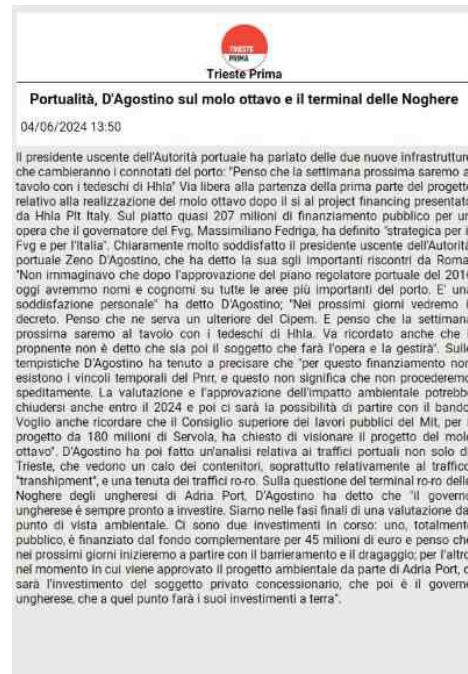 TRIESTE
PRIMA
Trieste Prima
Portualità, D'Agostino sul molo ottavo e il terminal delle Noghere
04/06/2024 13:50
Il presidente uscente dell'Autorità portuale ha parlato delle due nuove infrastrutture
che cambieranno i connotati del porto: "Penso che la settimana prossima saremo al
tavolo con i tedeschi di Hhla" Via libera alla partenza della prima parte del progetto
relativo alla realizzazione del molo ottavo dopo il sì al project financing presentato
da Hhla Plt Italy. Sul piatto quasi 207 milioni di finanziamento pubblico per un
opera che il governatore del Fvg, Massimiliano Fedriga, ha definito "strategica per i
Fvg e per l'Italia". Chiaramente molto soddisfatto il presidente uscente dell'Autorità
portuale Zeno D'Agostino, che ha detto la sua sgli importanti riscontri da Roma.
"Non immaginavo che dopo l'approvazione del piano regolatore portuale del 2016
oggi avremmo nomi e cognomi su tutte le aree più importanti del porto. E' una
soddisfazione personale" ha detto D'Agostino; "Nei prossimi giorni vedremo i
decreto. Penso che ne serva un ulteriore del Cipem. E penso che la settimana
prossima saremo al tavolo con i tedeschi di Hhla. Va ricordato anche che i
propnente non è detto che sia poi il soggetto che farà l'opera e la gestirà". Sulle
tempistiche D'Agostino ha tenuto a precisare che "per questo finanziamento non
esistono i vincoli temporali del Pnrr, e questo non significa che non procederemo
speditamente. La valutazione e l'approvazione dell'impatto ambientale potrebbe
chiudersi anche entro il 2024 e poi ci sarà la possibilità di partire con il bando.
Voglio anche ricordare che il Consiglio superiore dei lavori pubblici del Mit, per i
progetto da 180 milioni di Servola, ha chiesto di visionare il progetto del molo
ottavo". D'Agostino ha poi fatto un'analisi relativa ai traffici portuali non solo di
Trieste, che vedono un calo dei contenitori, soprattutto relativamente al traffico
"transhipment", e una tenuta del traffici ro-ro. Sulla questione del terminal ro-ro delle
Noghere degli ungheresi di Adria Port, D'Agostino ha detto che "il governo
ungherese è sempre pronto a investire. Siamo nelle fasi finali di una valutazione dal
punto di vista ambientale. Ci sono due investimenti in corso: uno, totalmente
pubblico, è finanziato dal fondo complementare per 45 milioni di euro e penso che
nei prossimi giorni inizieremo a partire con il barrieramento e il dragaggio; per l'altro,
nel momento in cui viene approvato il progetto ambientale da parte di Adria Port, c
sarà l'investimento del soggetto privato concessionario, che poi è il governo
ungherese, che a quel punto farà i suoi investimenti a terra".